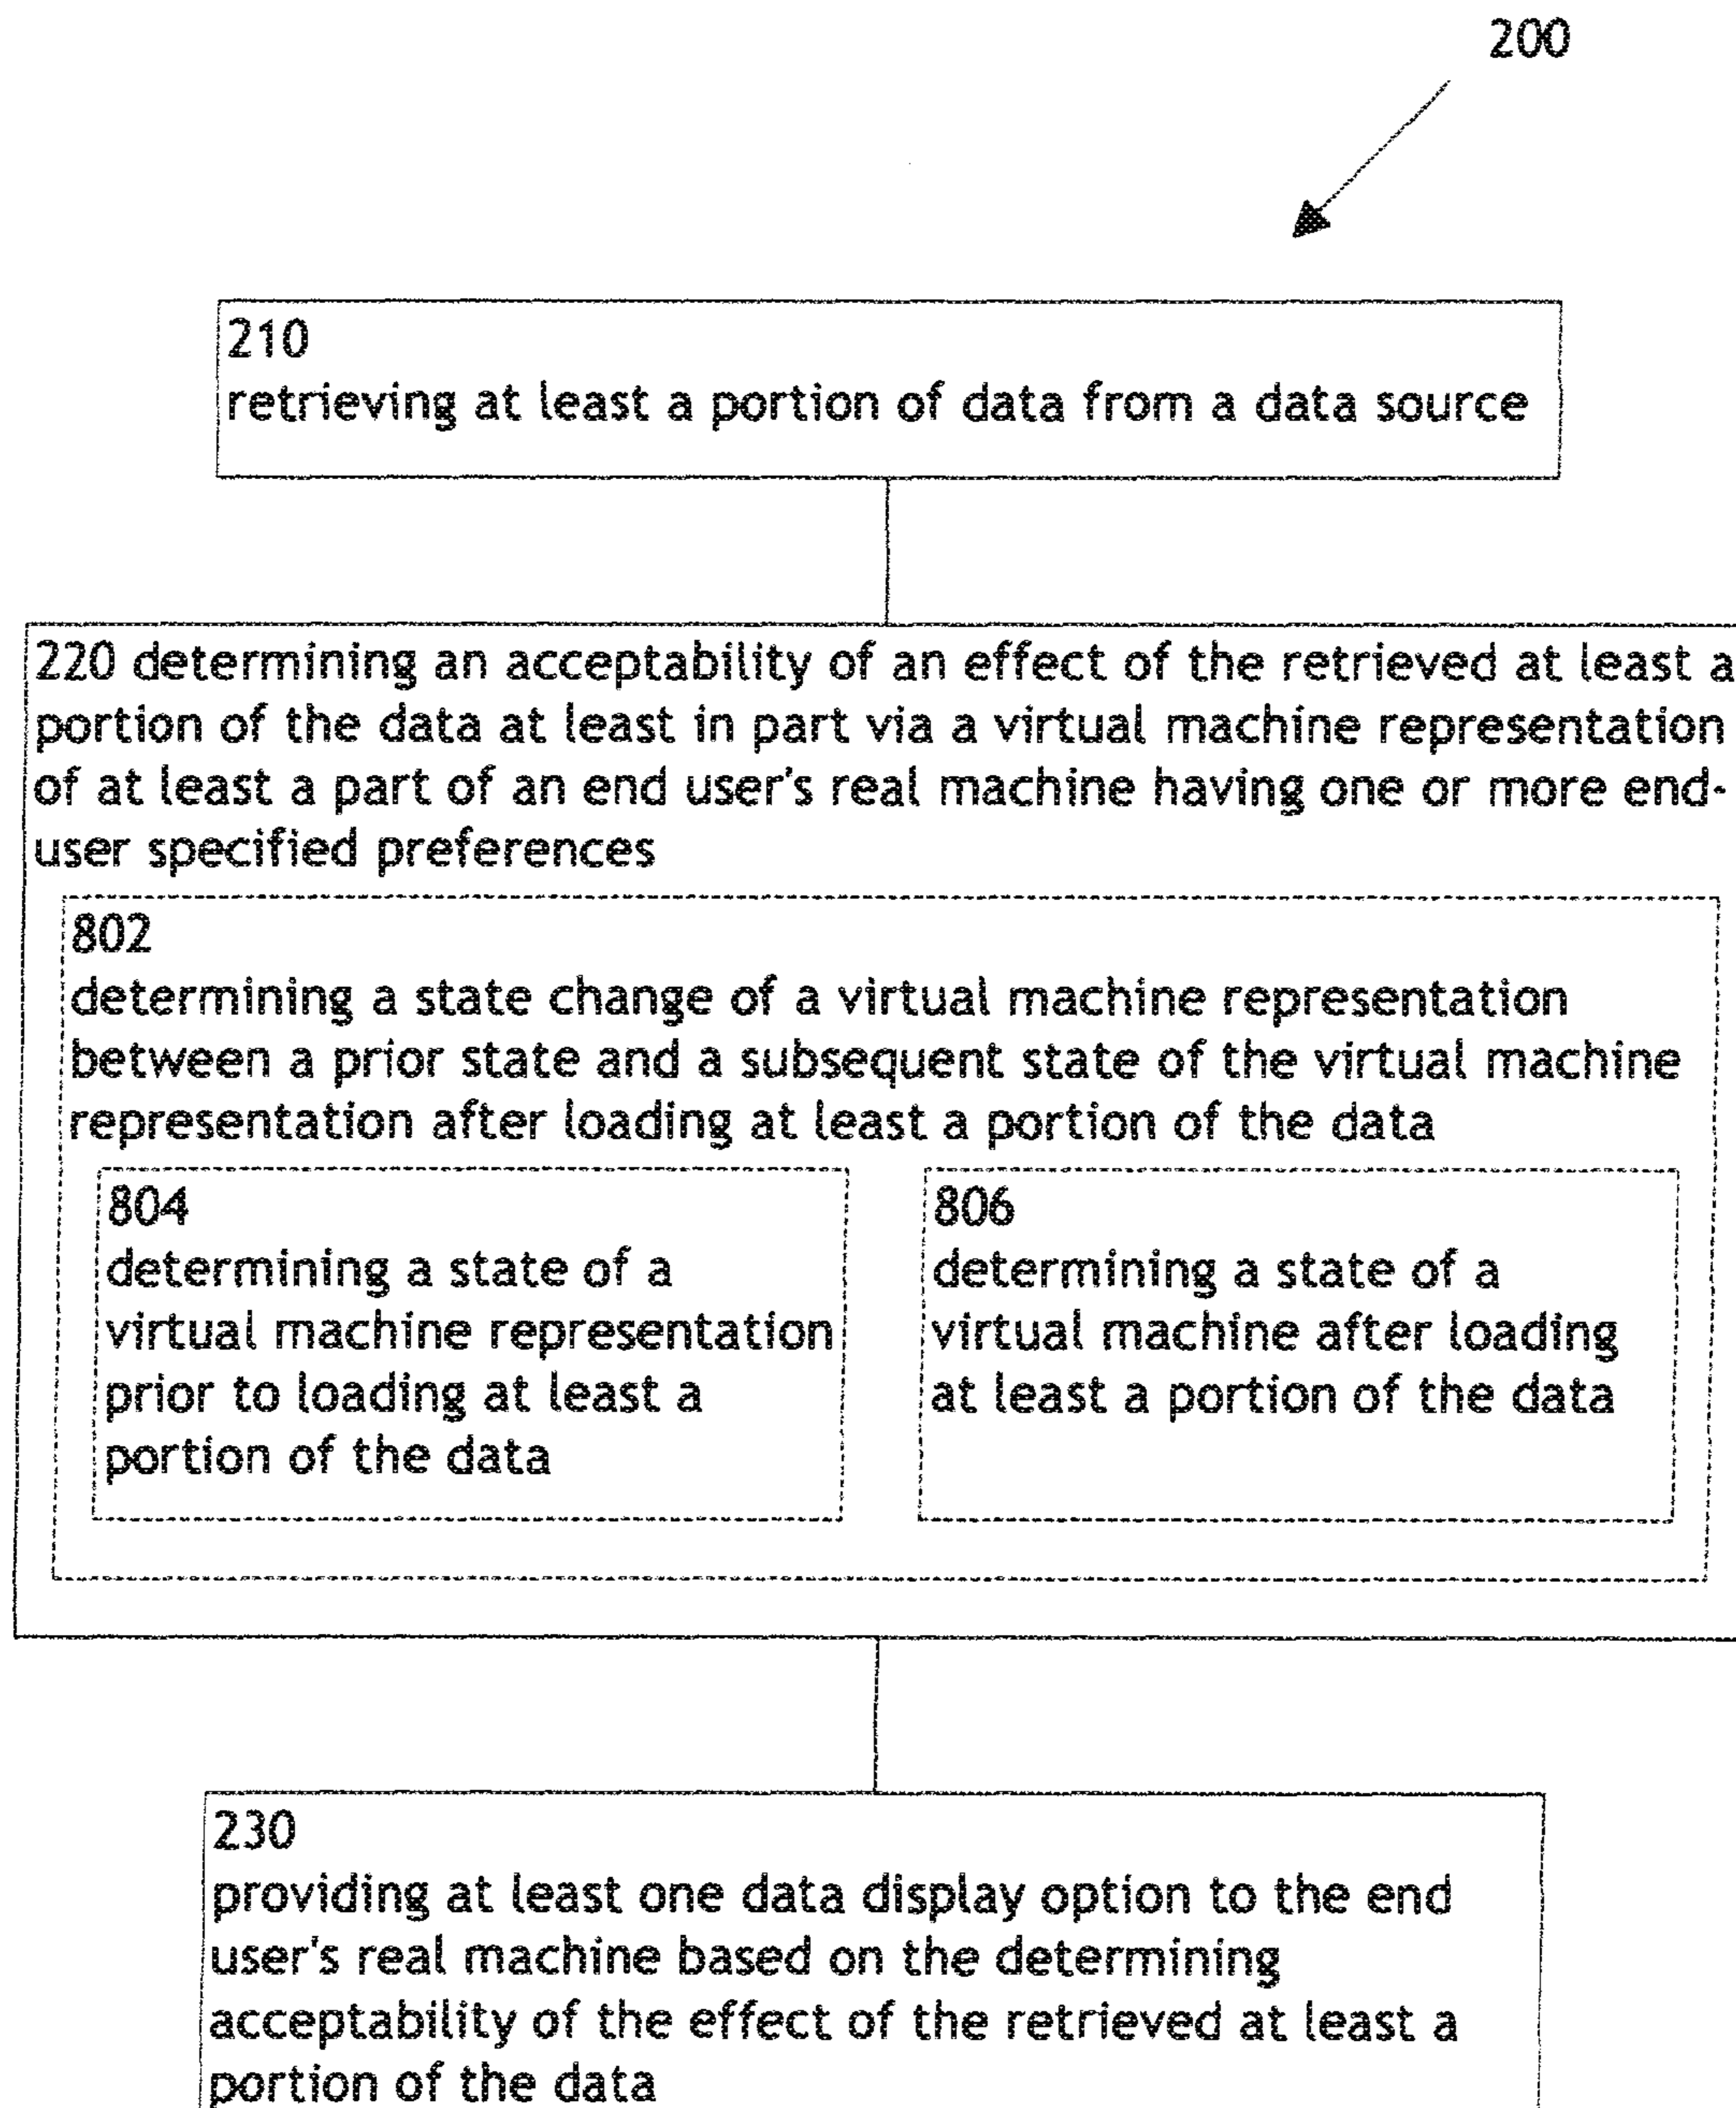 200
210
retrieving at least a portion of data from a data source
220 determining an acceptability of an effect of the retrieved at least a
portion of the data at least in part via a virtual machine representation
of at least a part of an end user's real machine having one or more end-
user specified preferences
802
determining a state change of a virtual machine representation
between a prior state and a subsequent state of the virtual machine
representation after loading at least a portion of the data
804
determining a state of a
virtual machine representation
prior to loading at least a
portion of the data
806
determining a state of a
virtual machine after loading
at least a portion of the data
230
providing at least one data display option to the end
user's real machine based on the determining
acceptability of the effect of the retrieved at least a
portion of the data